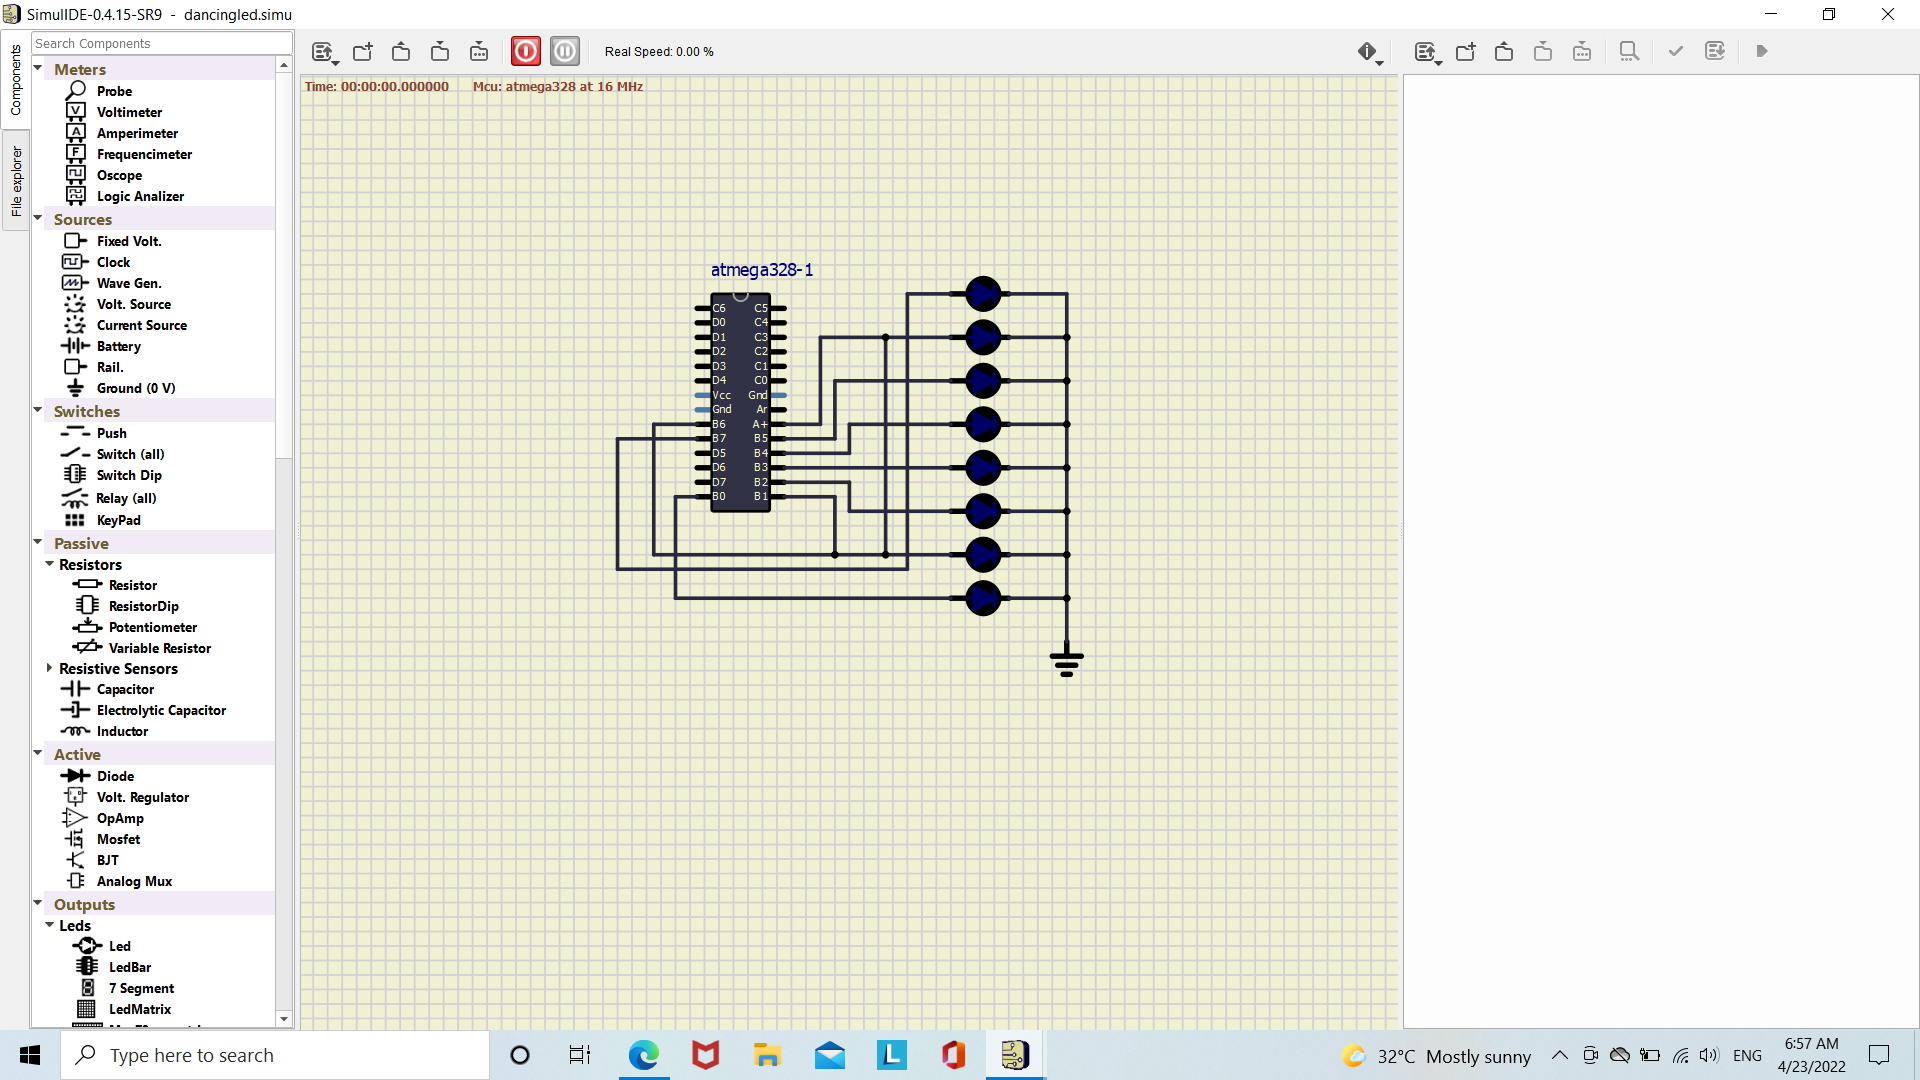 SimulIDE-0.4.15-SR9 - dancingled.simu
Components
File explorer
Search Components
Meters
Probe
Voltimeter
Amperimeter
Frequencimeter
Oscope
Logic Analizer
Sources
Fixed Volt.
Clock
Wave Gen.
Volt. Source
Current Source
Battery
Rail.
Ground (0 V)
Switches
Push
Switch (all)
Switch Dip
Relay (all)
KeyPad
Passive
Resistors
Resistor
ResistorDip
Potentiometer
Variable Resistor
Resistive Sensors
Capacitor
Electrolytic Capacitor
Inductor
Active
Diode
Volt. Regulator
OpAmp
Mosfet
BJT
Analog Mux
Outputs
Leds
Led
LedBar
7 Segment
LedMatrix
Real Speed: 0.00 %
Time: 00:00:00.000000 Mcu: atmega328 at 16 MHz
atmega328-1
C6 C5
D0 C4
D1 C3
D2 C2
D3 C1
D4 C0
Vcc Gnd
Gnd Ar
B6 A+
B7 B5
D5 B4
D6 B3
D7 B2
B0 B1
Type here to search
32°C Mostly sunny
ENG
6:57 AM
4/23/2022